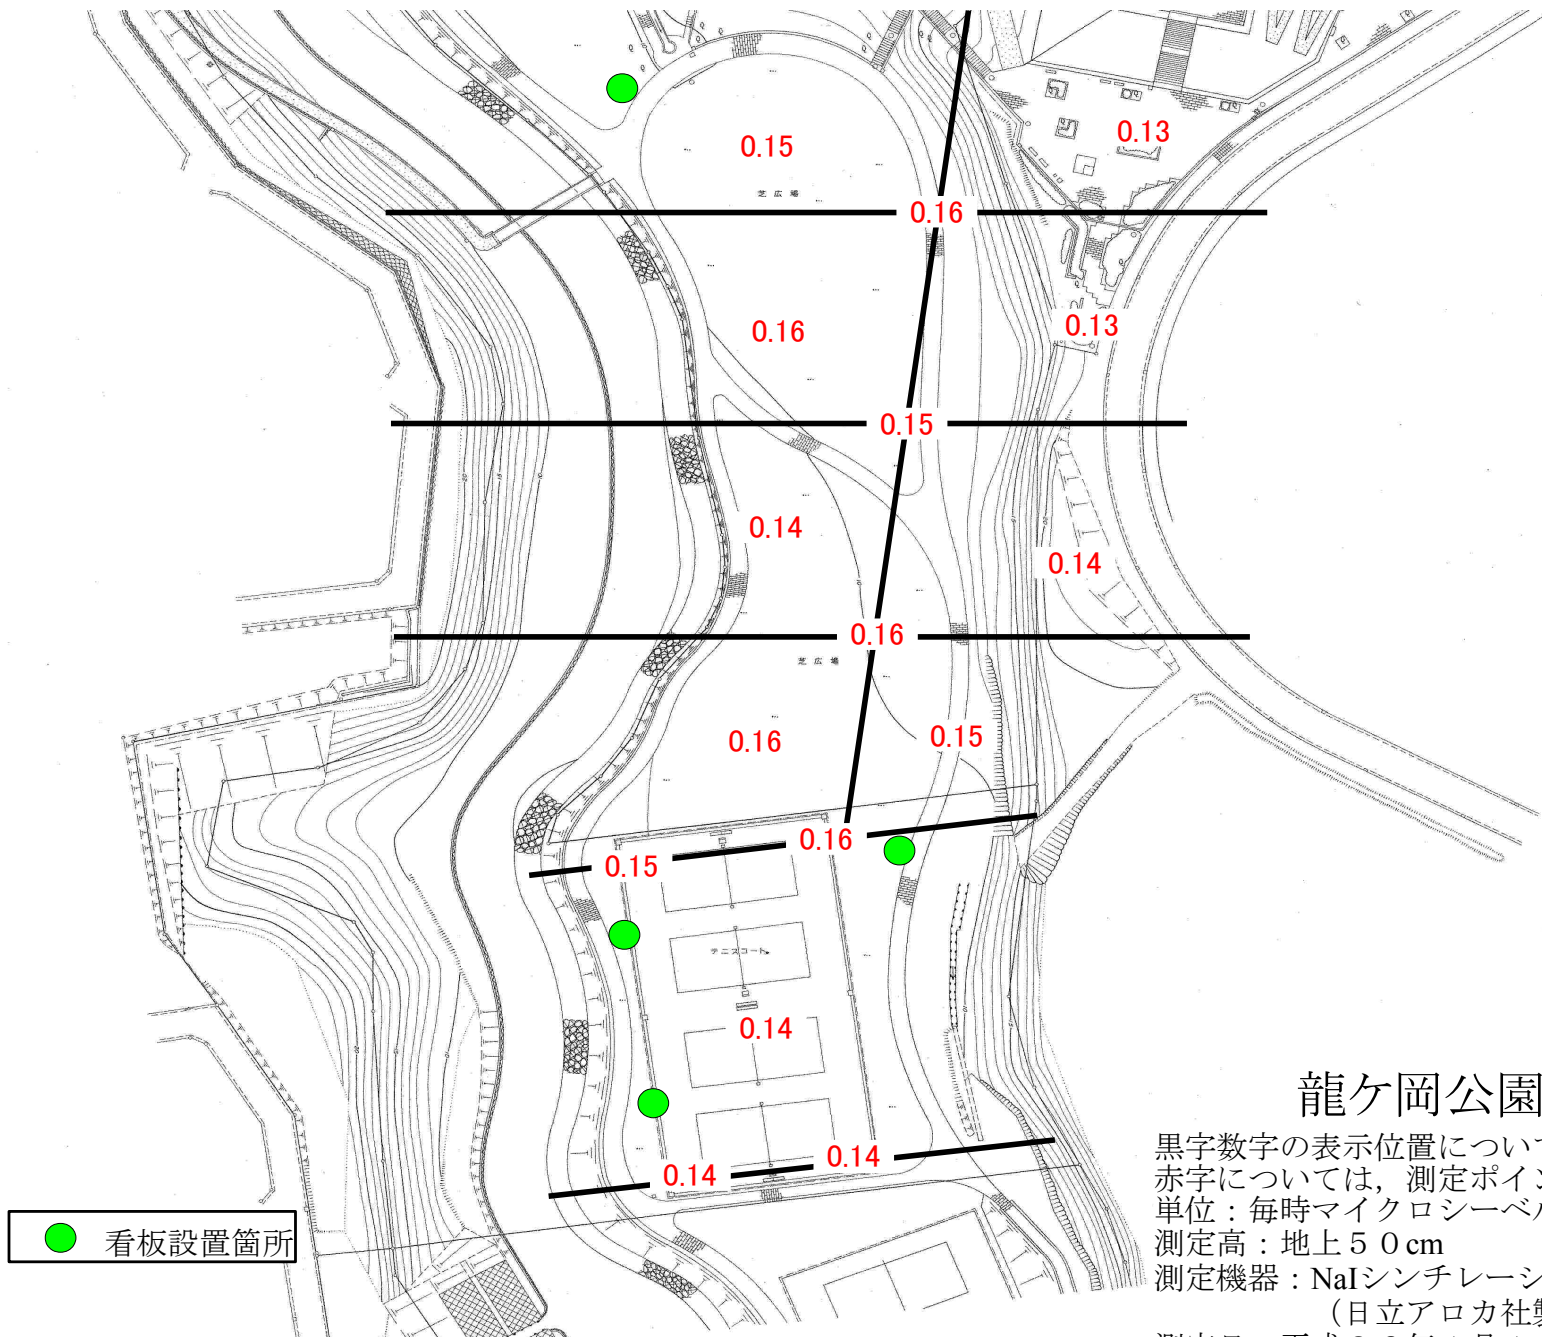 0.15
0.13
芝広場
0.16
0.16
0.13
0.15
0.14
0.14
0.16
芝広場
0.16
0.15
0.16
0.15
テニスコート
0.14
0.14
0.14
看板設置箇所
龍ケ岡公園
黒字数字の表示位置につい
赤字については，測定ポイン
単位：毎時マイクロシーベル
測定高：地上５０cm
測定機器：NaIシンチレーシ
（日立アロカ社製